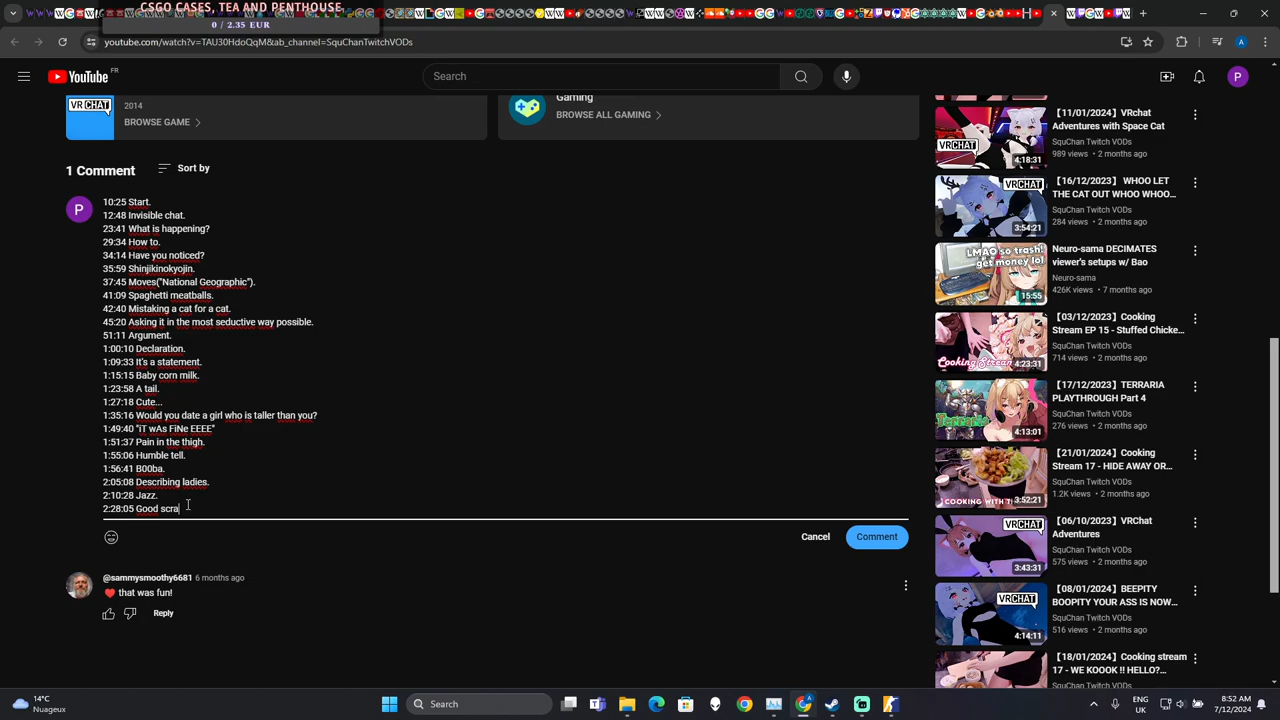 CSGO CASES, TEA AND PENTHOUSE.
0 / 2.35 EUR
youtube.com/watch?v=TAU30HdoQqM&ab_channel=SquChanTwitchVODs
YouTube FR
Search
VRCHAT
2014
BROWSE GAME
Gaming
BROWSE ALL GAMING
1 Comment
Sort by
P
10:25 Start.
12:48 Invisible chat.
23:41 What is happening?
29:34 How to.
34:14 Have you noticed?
35:59 Shinjikinokyojin.
37:45 Moves("National Geographic").
41:09 Spaghetti meatballs.
42:40 Mistaking a cat for a cat.
45:20 Asking it in the most seductive way possible.
51:11 Argument.
1:00:10 Declaration.
1:09:33 It's a statement.
1:15:15 Baby corn milk.
1:23:58 A tail.
1:27:18 Cute...
1:35:16 Would you date a girl who is taller than you?
1:49:40 "iT wAs FiNe EEEE"
1:51:37 Pain in the thigh.
1:55:06 Humble tell.
1:56:41 B00ba.
2:05:08 Describing ladies.
2:10:28 Jazz.
2:28:05 Good scra
Cancel
Comment
@sammysmoothy6681 6 months ago
❤️ that was fun!
Reply
VRCHAT
4:18:31
【11/01/2024】VRchat
Adventures with Space Cat
SquChan Twitch VODs
989 views • 2 months ago
VRCHAT
3:54:21
【16/12/2023】 WHOO LET
THE CAT OUT WHOO WHOO...
SquChan Twitch VODs
284 views • 2 months ago
LMAO so trash!
get money lol
15:55
Neuro-sama DECIMATES
viewer's setups w/ Bao
Neuro-sama
426K views • 7 months ago
Cooking Stream
4:23:31
【03/12/2023】Cooking
Stream EP 15 - Stuffed Chicke...
SquChan Twitch VODs
714 views • 2 months ago
TERRARIA
4:13:01
【17/12/2023】TERRARIA
PLAYTHROUGH Part 4
SquChan Twitch VODs
276 views • 2 months ago
COOKING WITH
3:52:21
【21/01/2024】Cooking
Stream 17 - HIDE AWAY OR...
SquChan Twitch VODs
1.2K views • 2 months ago
VRCHAT
3:43:31
【06/10/2023】VRChat
Adventures
SquChan Twitch VODs
575 views • 2 months ago
VRCHAT
4:14:11
【08/01/2024】BEEPITY
BOOPITY YOUR ASS IS NOW...
SquChan Twitch VODs
516 views • 2 months ago
【18/01/2024】Cooking stream
17 - WE KOOOK !! HELLO?...
SquChan Twitch VODs
14°C
Nuageux
Search
ENG
UK
8:52 AM
7/12/2024